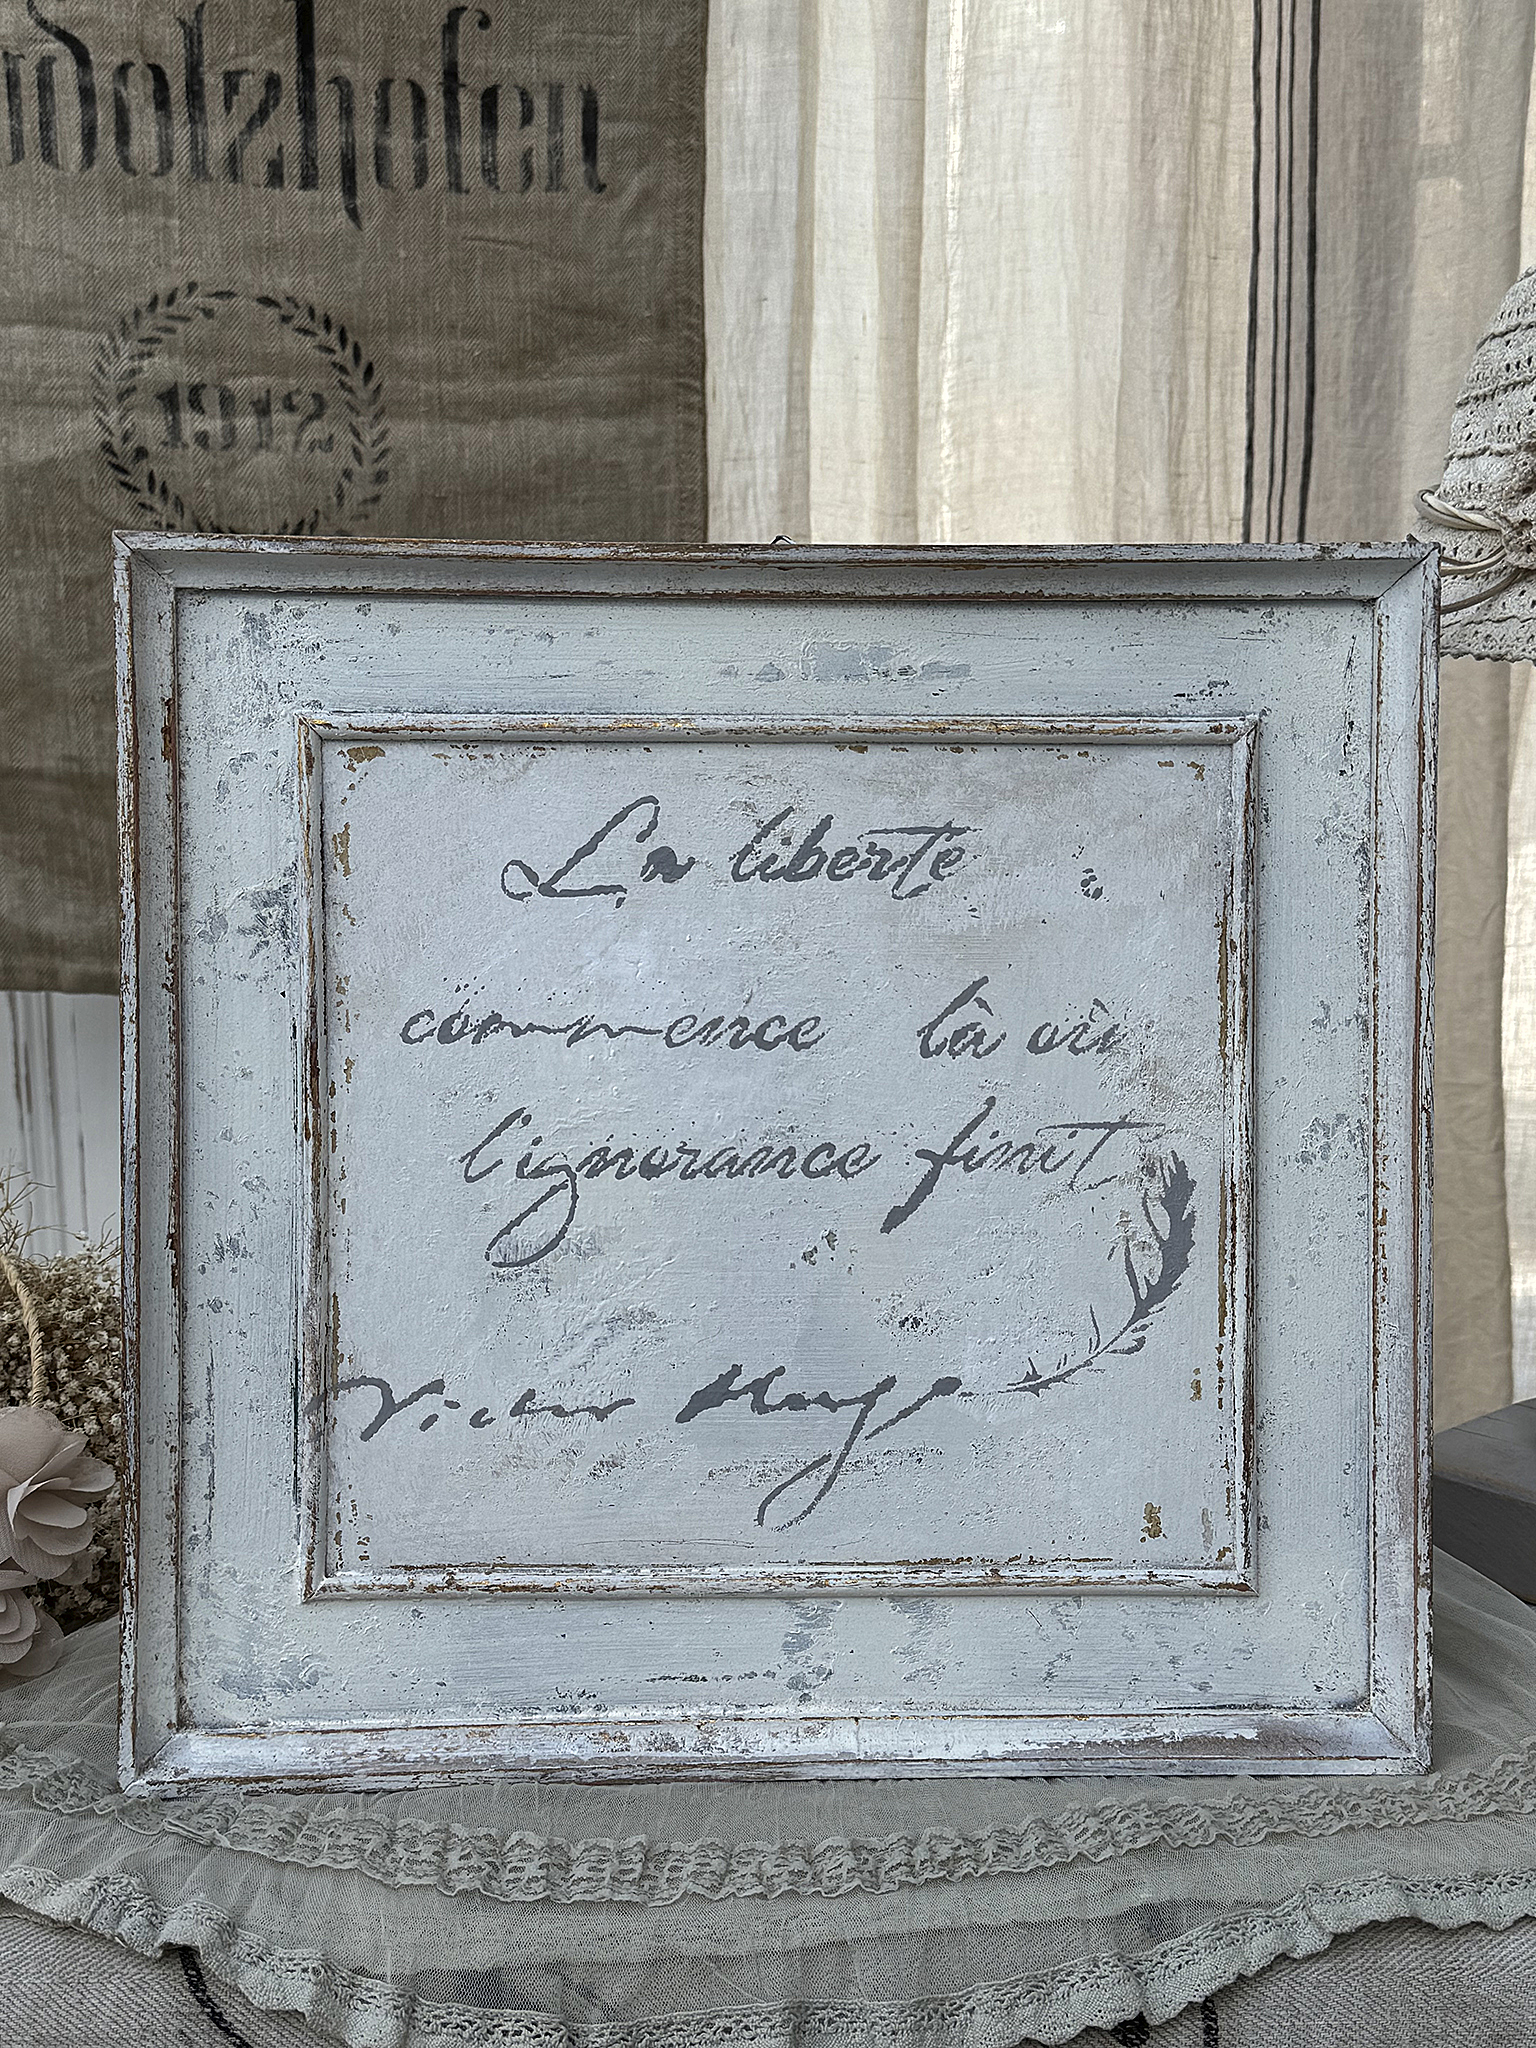 dolzhofen
1912
La liberte
commence là où
l'ignorance finit
Victor Hugo